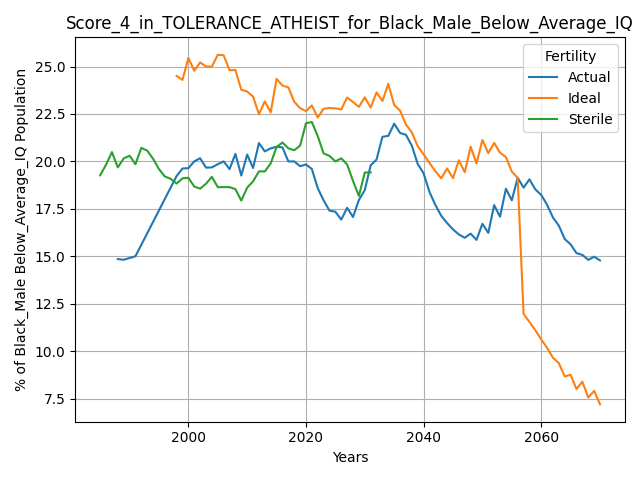 Score_4_in_TOLERANCE_ATHEIST_for_Black_Male_Below_Average_IQ
% of Black_Male Below_Average_IQ Population
25.0
22.5
20.0
17.5
15.0
12.5
10.0
7.5
Fertility
Actual
Ideal
Sterile
2000
2020
2040
2060
Years